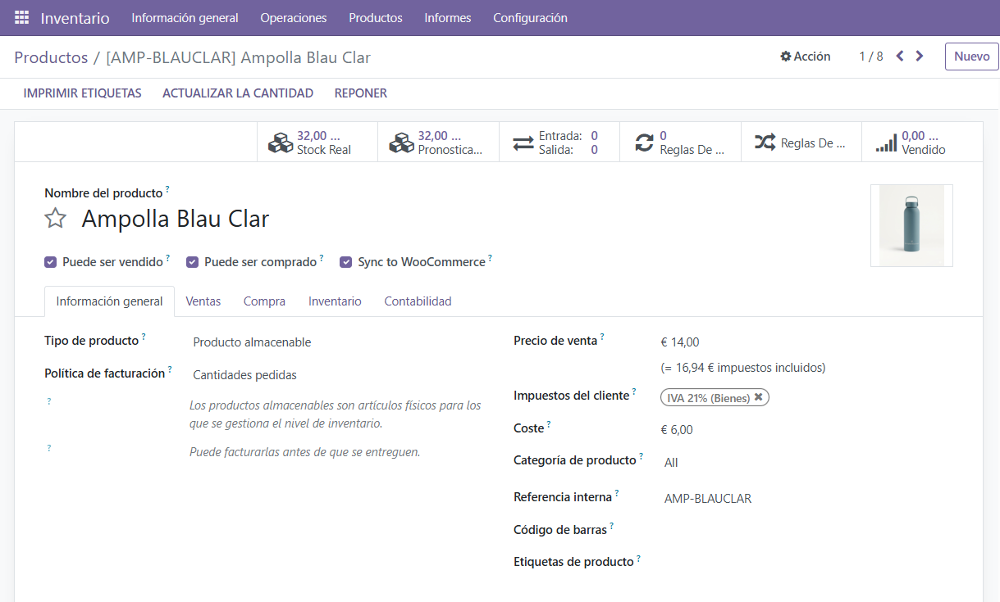 Inventario Información general Operaciones Productos Informes Configuración
Productos / [AMP-BLAUCLAR] Ampolla Blau Clar Acción 1 / 8 Nuevo
IMPRIMIR ETIQUETAS ACTUALIZAR LA CANTIDAD REPONER
32,00 ... Stock Real
32,00 ... Pronostica...
Entrada: 0
Salida: 0
0 Reglas De ...
Reglas De ...
0,00 ... Vendido
Nombre del producto ?
Ampolla Blau Clar
Puede ser vendido ? Puede ser comprado ? Sync to WooCommerce ?
Información general Ventas Compra Inventario Contabilidad
Tipo de producto ? Producto almacenable
Política de facturación ? Cantidades pedidas
? Los productos almacenables son artículos físicos para los
que se gestiona el nivel de inventario.
? Puede facturarlas antes de que se entreguen.
Precio de venta ? € 14,00
(= 16,94 € impuestos incluidos)
Impuestos del cliente ? IVA 21% (Bienes) ✖
Coste ? € 6,00
Categoría de producto ? All
Referencia interna ? AMP-BLAUCLAR
Código de barras ?
Etiquetas de producto ?